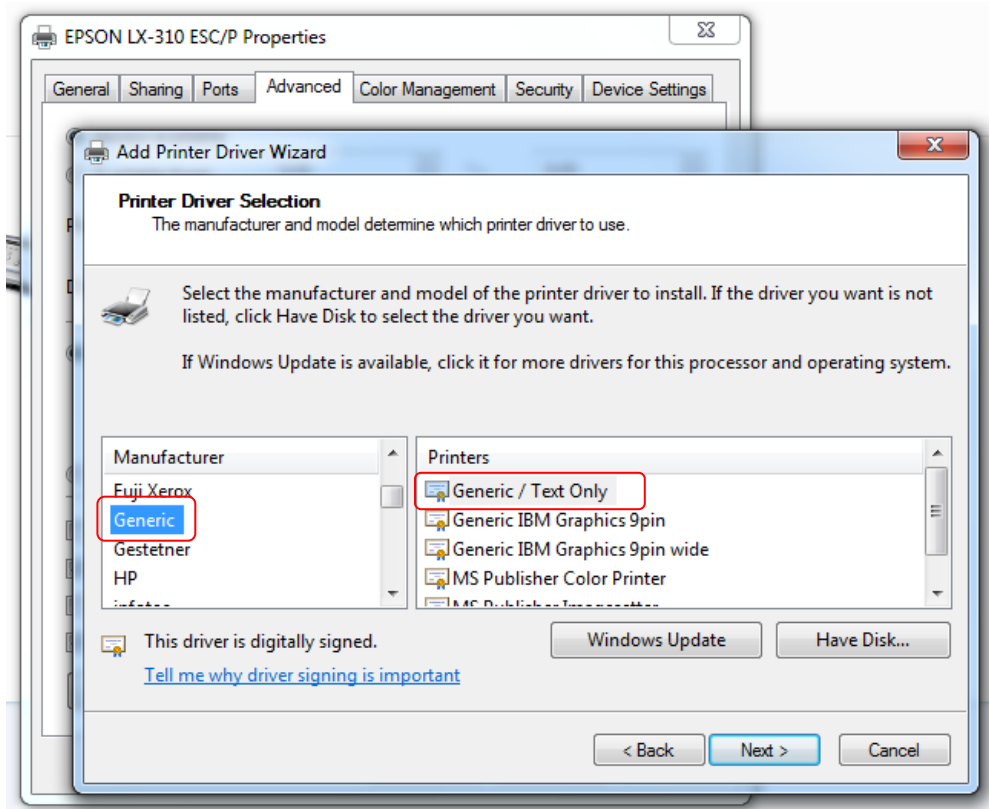 EPSON LX-310 ESC/P Properties
General Sharing Ports Advanced Color Management Security Device Settings
Add Printer Driver Wizard
Printer Driver Selection
The manufacturer and model determine which printer driver to use.
Select the manufacturer and model of the printer driver to install. If the driver you want is not
listed, click Have Disk to select the driver you want.
If Windows Update is available, click it for more drivers for this processor and operating system.
Manufacturer
Fuji Xerox
Generic
Gestetner
HP
Printers
Generic / Text Only
Generic IBM Graphics 9pin
Generic IBM Graphics 9pin wide
MS Publisher Color Printer
MS Publisher Imagesetter
This driver is digitally signed.
Tell me why driver signing is important
Windows Update
Have Disk...
< Back
Next >
Cancel